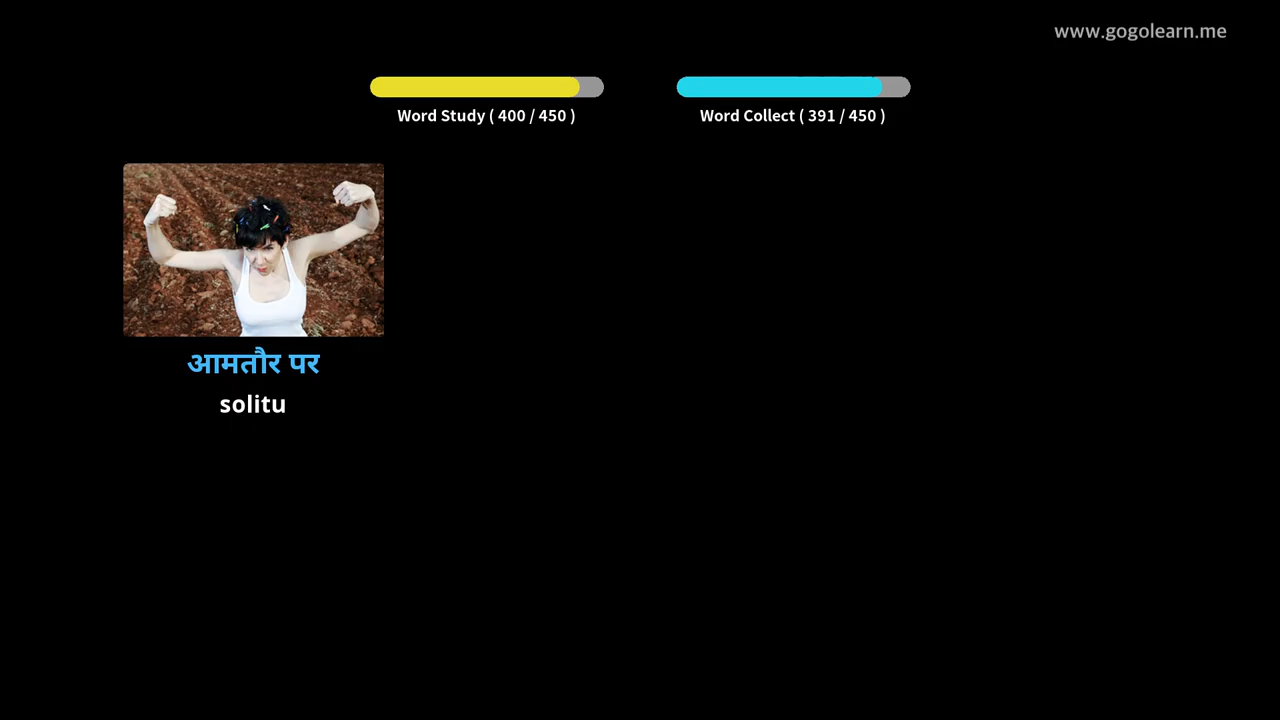 www.gogolearn.me
Word Study ( 400 / 450 )
Word Collect ( 391 / 450 )
आमतौर पर
solitu